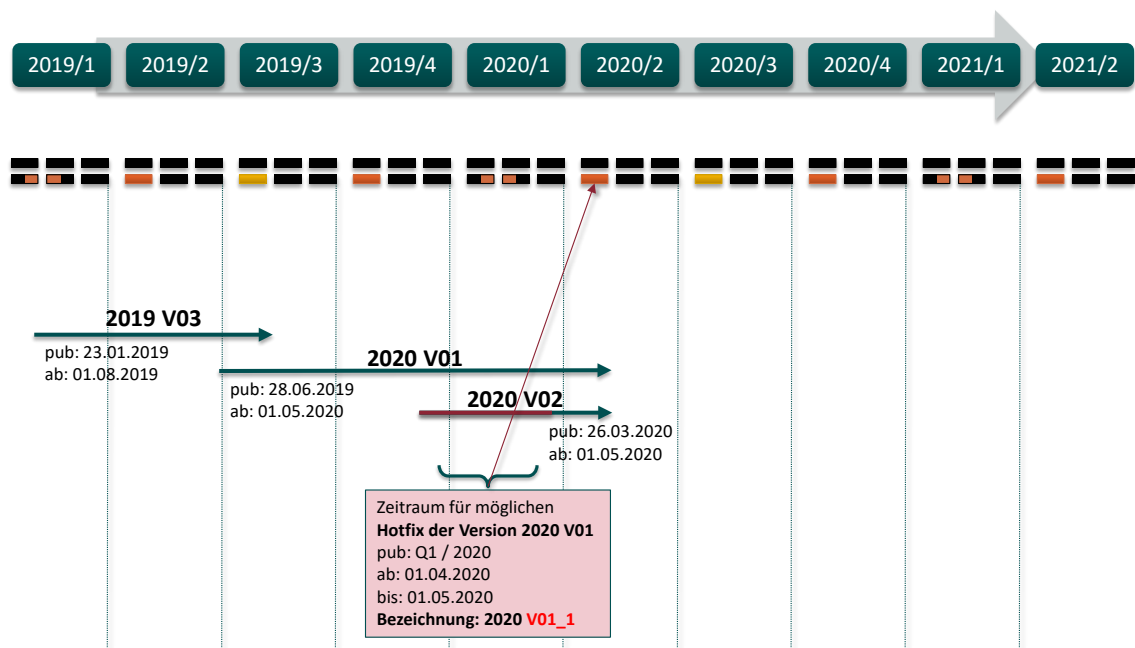 2019/1 2019/2 2019/3 2019/4 2020/1 2020/2 2020/3 2020/4 2021/1 2021/2
2019 V03
pub: 23.01.2019
ab: 01.08.2019
2020 V01
pub: 28.06.2019
ab: 01.05.2020
2020 V02
pub: 26.03.2020
ab: 01.05.2020
Zeitraum für möglichen
Hotfix der Version 2020 V01
pub: Q1 / 2020
ab: 01.04.2020
bis: 01.05.2020
Bezeichnung: 2020 V01_1